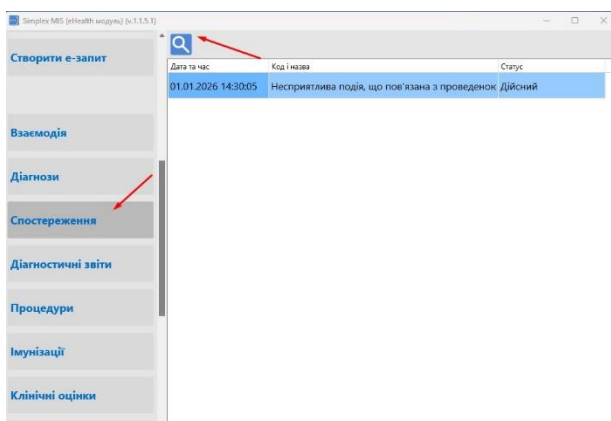 Simplex MIS (eHealth модуль) (v.1.1.5.1)
Створити е-запит
Взаємодія
Діагнози
Спостереження
Діагностичні звіти
Процедури
Імунізації
Клінічні оцінки
Дата та час Код і назва Статус
01.01.2026 14:30:05 Несприятлива подія, що пов'язана з проведенок Дійсний